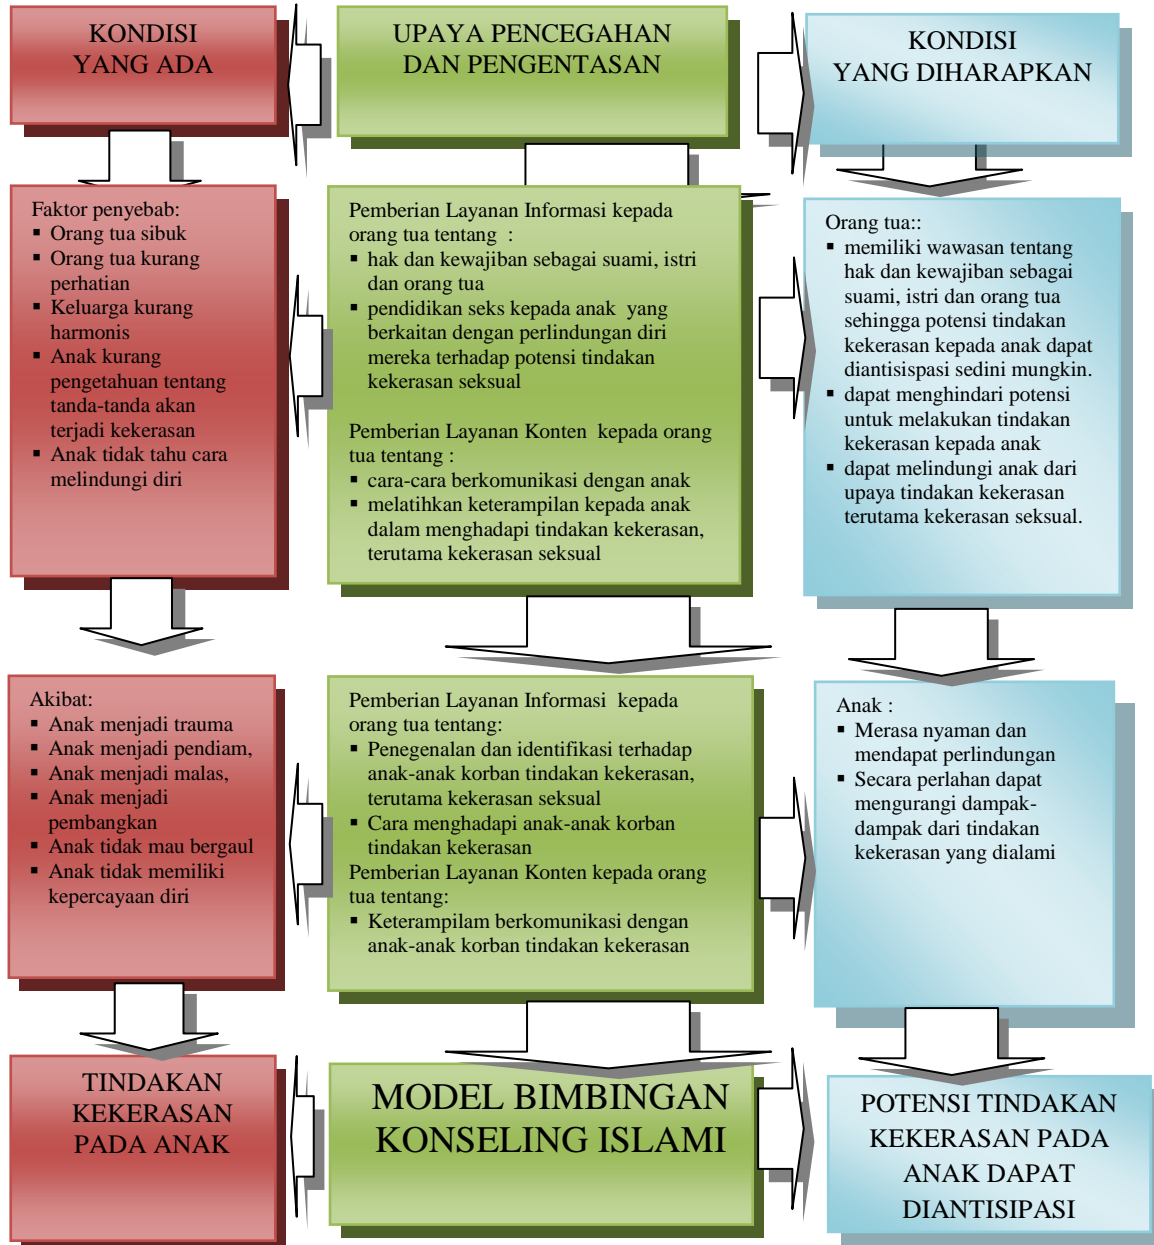 KONDISI
YANG ADA
UPAYA PENCEGAHAN
DAN PENGENTASAN
KONDISI
YANG DIHARAPKAN
Faktor penyebab:
▪ Orang tua sibuk
▪ Orang tua kurang
perhatian
▪ Keluarga kurang
harmonis
▪ Anak kurang
pengetahuan tentang
tanda-tanda akan
terjadi kekerasan
▪ Anak tidak tahu cara
melindungi diri
Pemberian Layanan Informasi kepada
orang tua tentang :
▪ hak dan kewajiban sebagai suami, istri
dan orang tua
▪ pendidikan seks kepada anak yang
berkaitan dengan perlindungan diri
mereka terhadap potensi tindakan
kekerasan seksual
Pemberian Layanan Konten kepada orang
tua tentang :
▪ cara-cara berkomunikasi dengan anak
▪ melatihkan keterampilan kepada anak
dalam menghadapi tindakan kekerasan,
terutama kekerasan seksual
Orang tua::
▪ memiliki wawasan tentang
hak dan kewajiban sebagai
suami, istri dan orang tua
sehingga potensi tindakan
kekerasan kepada anak dapat
diantisispasi sedini mungkin.
▪ dapat menghindari potensi
untuk melakukan tindakan
kekerasan kepada anak
▪ dapat melindungi anak dari
upaya tindakan kekerasan
terutama kekerasan seksual.
Akibat:
▪ Anak menjadi trauma
▪ Anak menjadi pendiam,
▪ Anak menjadi malas,
▪ Anak menjadi
pembangkan
▪ Anak tidak mau bergaul
▪ Anak tidak memiliki
kepercayaan diri
Pemberian Layanan Informasi kepada
orang tua tentang:
▪ Penegenalan dan identifikasi terhadap
anak-anak korban tindakan kekerasan,
terutama kekerasan seksual
▪ Cara menghadapi anak-anak korban
tindakan kekerasan
Pemberian Layanan Konten kepada orang
tua tentang:
▪ Keterampilam berkomunikasi dengan
anak-anak korban tindakan kekerasan
Anak :
▪ Merasa nyaman dan
mendapat perlindungan
▪ Secara perlahan dapat
mengurangi dampak-
dampak dari tindakan
kekerasan yang dialami
TINDAKAN
KEKERASAN
PADA ANAK
MODEL BIMBINGAN
KONSELING ISLAMI
POTENSI TINDAKAN
KEKERASAN PADA
ANAK DAPAT
DIANTISIPASI